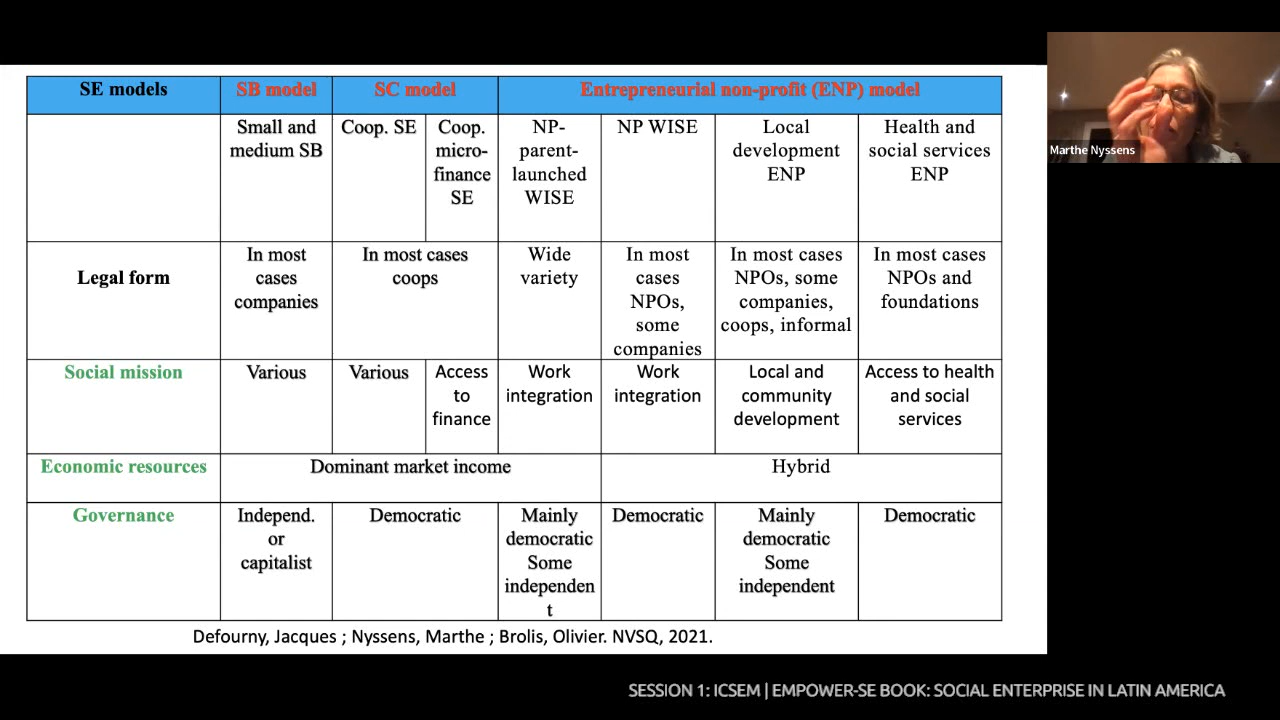 SE models
SB model
SC model
Entrepreneurial non-profit (ENP) model
Small and
medium SB
Coop. SE
Coop.
micro-
finance
SE
NP-
parent-
launched
WISE
NP WISE
Local
development
ENP
Health and
social services
ENP
Legal form
In most
cases
companies
In most cases
coops
Wide
variety
In most
cases
NPOs,
some
companies
In most cases
NPOs, some
companies,
coops, informal
In most cases
NPOs and
foundations
Social mission
Various
Various
Access
to
finance
Work
integration
Work
integration
Local and
community
development
Access to health
and social
services
Economic resources
Dominant market income
Hybrid
Governance
Independ.
or
capitalist
Democratic
Mainly
democratic
Some
independen
t
Democratic
Mainly
democratic
Some
independent
Democratic
Defourny, Jacques ; Nyssens, Marthe ; Brolis, Olivier. NVSQ, 2021.
Marthe Nyssens
SESSION 1: ICSEM | EMPOWER-SE BOOK: SOCIAL ENTERPRISE IN LATIN AMERICA